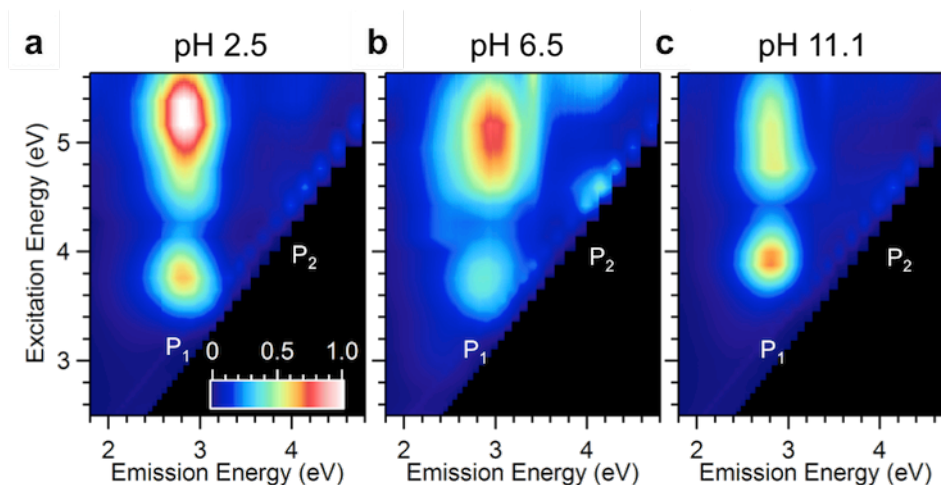 a pH 2.5 b pH 6.5 c pH 11.1
Excitation Energy (eV)
5
4
3
P₂ P₂ P₂
P₁ P₁ P₁
0 0.5 1.0
2 3 4 2 3 4 2 3 4
Emission Energy (eV) Emission Energy (eV) Emission Energy (eV)